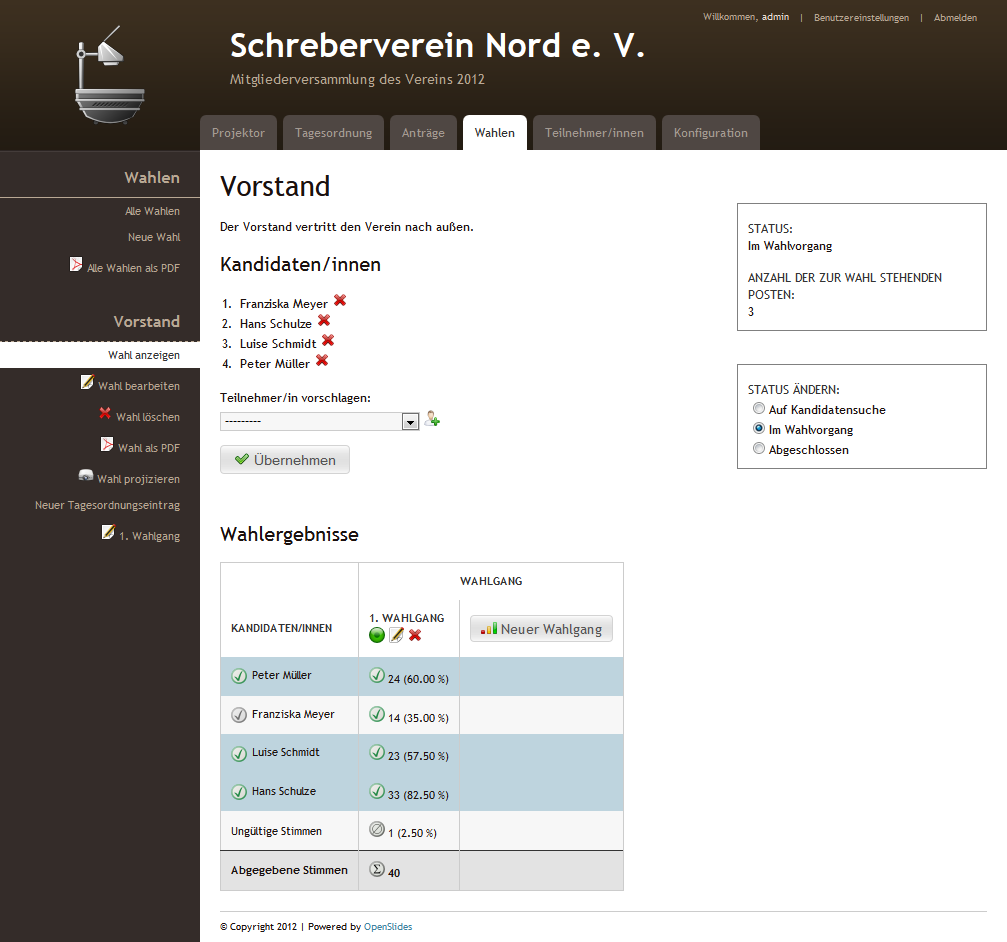 Willkommen, admin | Benutzereinstellungen | Abmelden
Schreberverein Nord e. V.
Mitgliederversammlung des Vereins 2012
Projektor Tagesordnung Anträge Wahlen Teilnehmer/innen Konfiguration
Wahlen
Alle Wahlen
Neue Wahl
Alle Wahlen als PDF
Vorstand
Wahl anzeigen
Wahl bearbeiten
Wahl löschen
Wahl als PDF
Wahl projizieren
Neuer Tagesordnungseintrag
1. Wahlgang
Vorstand
Der Vorstand vertritt den Verein nach außen.
Kandidaten/innen
1. Franziska Meyer
2. Hans Schulze
3. Luise Schmidt
4. Peter Müller
Teilnehmer/in vorschlagen:
---------
Übernehmen
STATUS:
Im Wahlvorgang
ANZAHL DER ZUR WAHL STEHENDEN
POSTEN:
3
STATUS ÄNDERN:
Auf Kandidatensuche
Im Wahlvorgang
Abgeschlossen
Wahlergebnisse
WAHLGANG
KANDIDATEN/INNEN 1. WAHLGANG Neuer Wahlgang
Peter Müller 24 (60.00 %)
Franziska Meyer 14 (35.00 %)
Luise Schmidt 23 (57.50 %)
Hans Schulze 33 (82.50 %)
Ungültige Stimmen 1 (2.50 %)
Abgegebene Stimmen Σ 40
© Copyright 2012 | Powered by OpenSlides